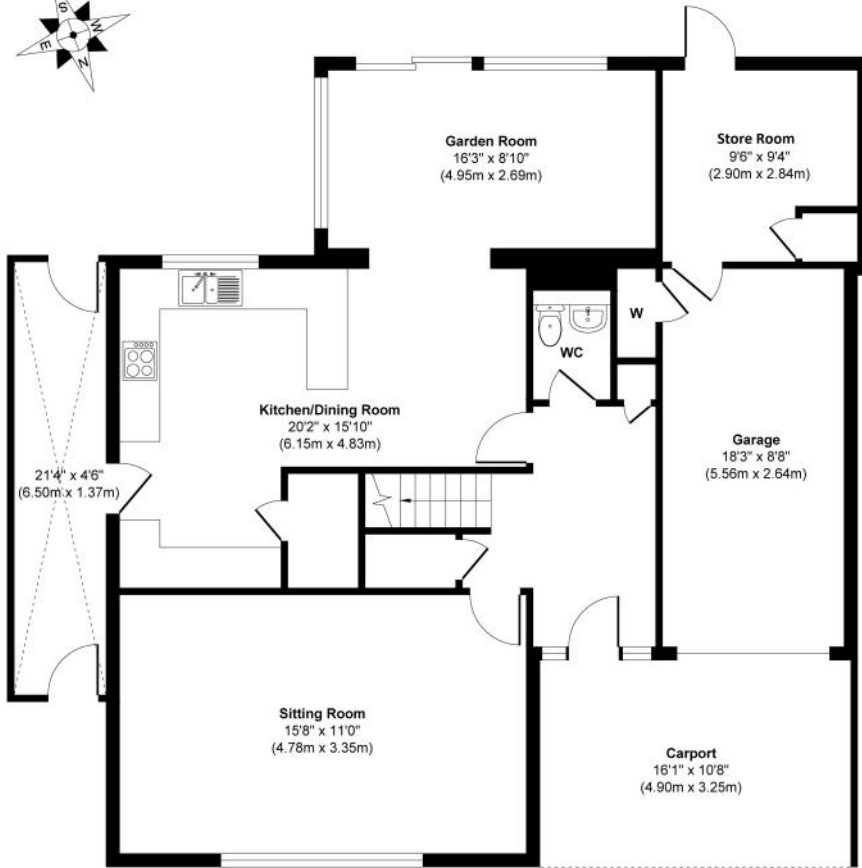 S
W
E
N
Garden Room
16'3" x 8'10"
(4.95m x 2.69m)
Store Room
9'6" x 9'4"
(2.90m x 2.84m)
W
WC
Kitchen/Dining Room
20'2" x 15'10"
(6.15m x 4.83m)
Garage
18'3" x 8'8"
(5.56m x 2.64m)
21'4" x 4'6"
(6.50m x 1.37m)
Sitting Room
15'8" x 11'0"
(4.78m x 3.35m)
Carport
16'1" x 10'8"
(4.90m x 3.25m)